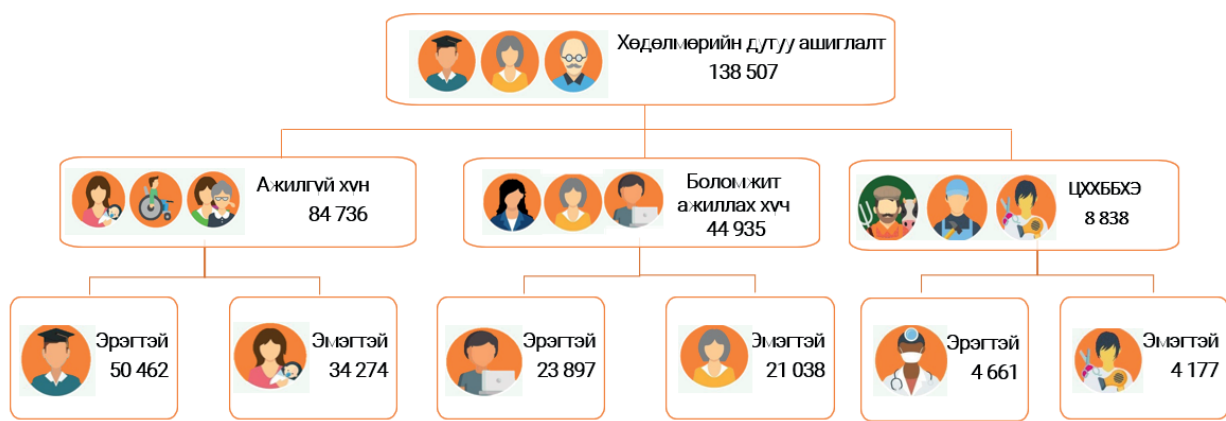 Хөдөлмөрийн дутуу ашиглалт
138 507
Ажилгүй хүн
84 736
Боломжит
ажиллах хүч
44 935
ЦХХББХЭ
8 838
Эрэгтэй
50 462
Эмэгтэй
34 274
Эрэгтэй
23 897
Эмэгтэй
21 038
Эрэгтэй
4 661
Эмэгтэй
4 177